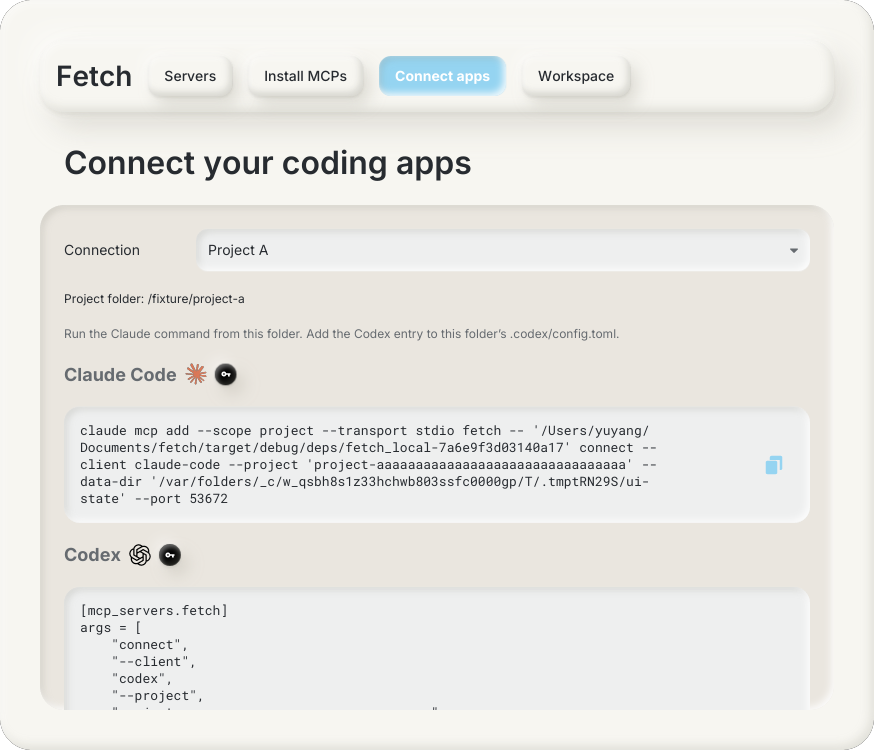 Fetch
Servers
Install MCPs
Connect apps
Workspace
Connect your coding apps
Connection
Project A
Project folder: /fixture/project-a
Run the Claude command from this folder. Add the Codex entry to this folder’s .codex/config.toml.
Claude Code
claude mcp add --scope project --transport stdio fetch -- '/Users/yuyang/
Documents/fetch/target/debug/deps/fetch_local-7a6e9f3d03140a17' connect --
client claude-code --project 'project-aaaaaaaaaaaaaaaaaaaaaaaaaaaaaaaa' --
data-dir '/var/folders/_c/w_qsbh8s1z33hchwb803ssfc0000gp/T/.tmptRN29S/ui-
state' --port 53672
Codex
[mcp_servers.fetch]
args = [
    "connect",
    "--client",
    "codex",
    "--project",